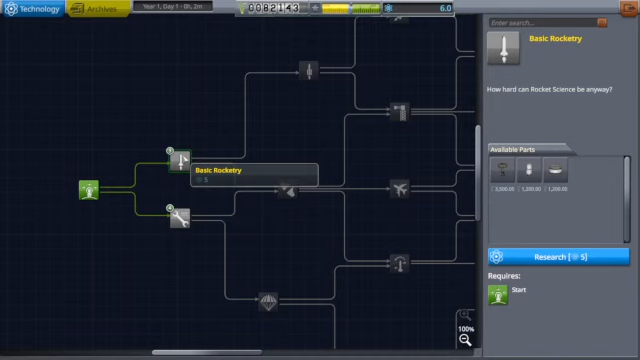 Technology
Archives
Year 1, Day 1 - 0h, 2m
0082143
6.0
Enter search...
Basic Rocketry
How hard can Rocket Science be anyway?
Basic Rocketry
5
Available Parts
3,500.00
1,200.00
1,200.00
Research [5]
Requires:
Start
100%